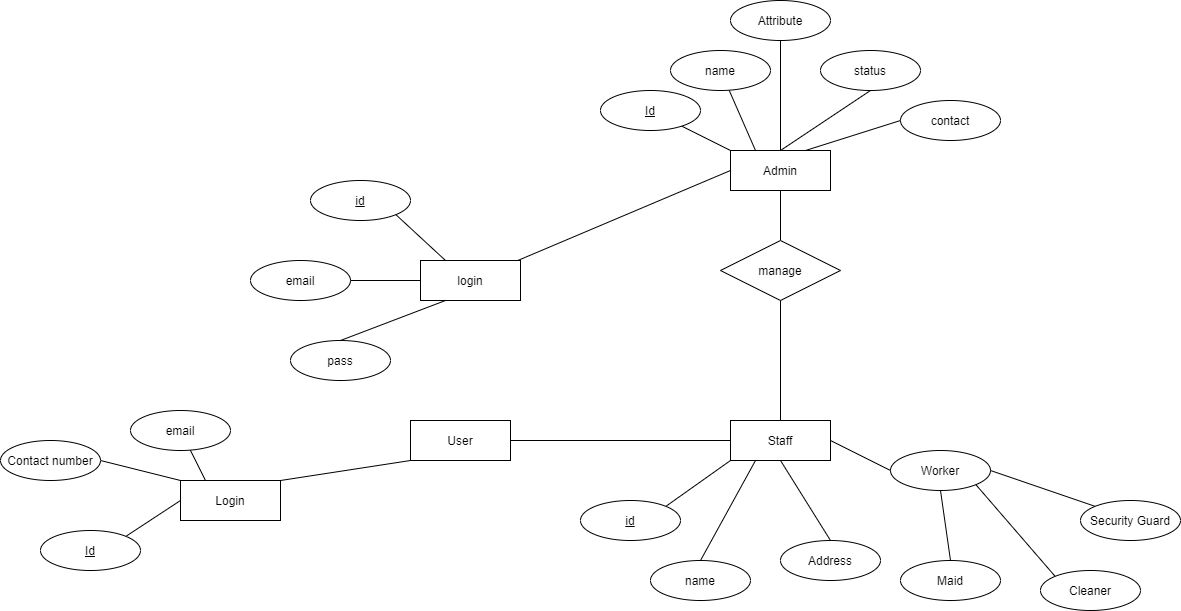 Attribute
name
status
Id
contact
Admin
id
login
email
manage
pass
email
User
Staff
Contact number
Worker
Login
id
Security Guard
Id
Address
name
Maid
Cleaner